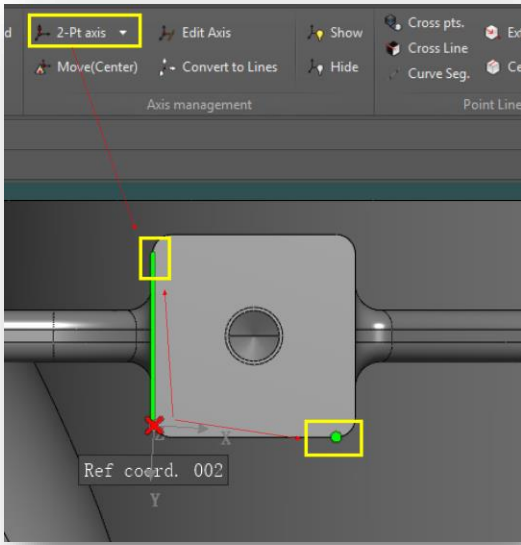 d 2-Pt axis Edit Axis Show Cross pts. Ex
Move(Center) Convert to Lines Hide Cross Line
Curve Seg. Ce
Axis management Point Line
Z X
Ref coord. 002
Y